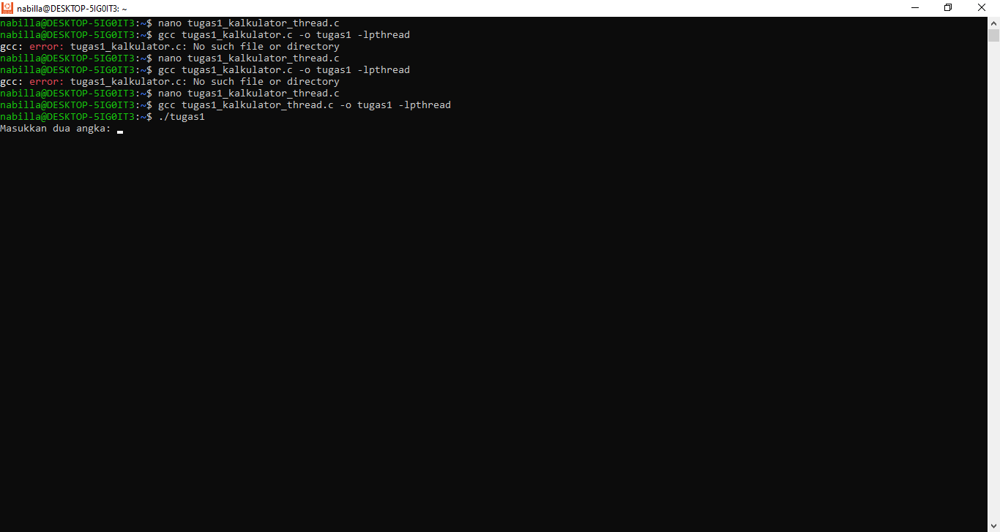 nabilla@DESKTOP-5IG0IT3: ~
nabilla@DESKTOP-5IG0IT3:~$ nano tugas1_kalkulator_thread.c
nabilla@DESKTOP-5IG0IT3:~$ gcc tugas1_kalkulator.c -o tugas1 -lpthread
gcc: error: tugas1_kalkulator.c: No such file or directory
nabilla@DESKTOP-5IG0IT3:~$ nano tugas1_kalkulator_thread.c
nabilla@DESKTOP-5IG0IT3:~$ gcc tugas1_kalkulator.c -o tugas1 -lpthread
gcc: error: tugas1_kalkulator.c: No such file or directory
nabilla@DESKTOP-5IG0IT3:~$ nano tugas1_kalkulator_thread.c
nabilla@DESKTOP-5IG0IT3:~$ gcc tugas1_kalkulator_thread.c -o tugas1 -lpthread
nabilla@DESKTOP-5IG0IT3:~$ ./tugas1
Masukkan dua angka: